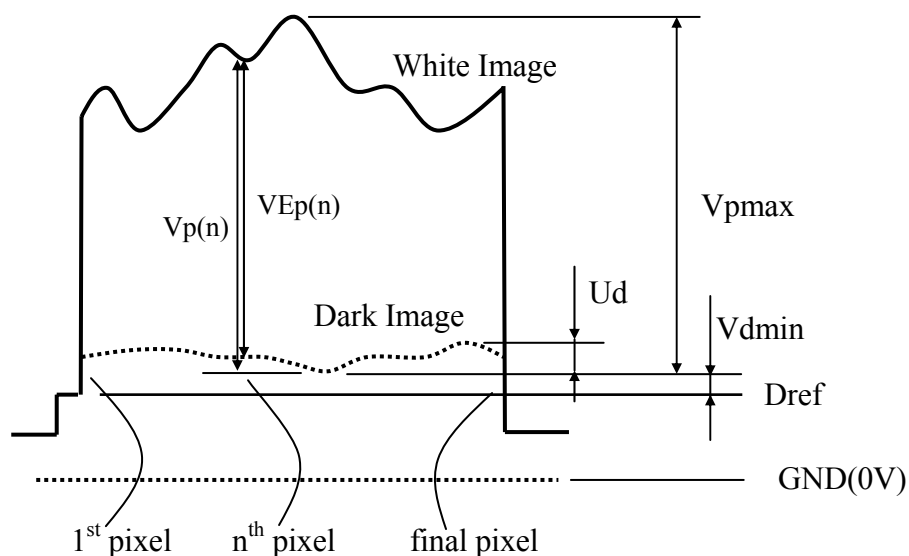 White Image
VEp(n)
Vp(n)
Vpmax
Ud
Dark Image
Vdmin
Dref
GND(0V)
1st pixel
nth pixel
final pixel